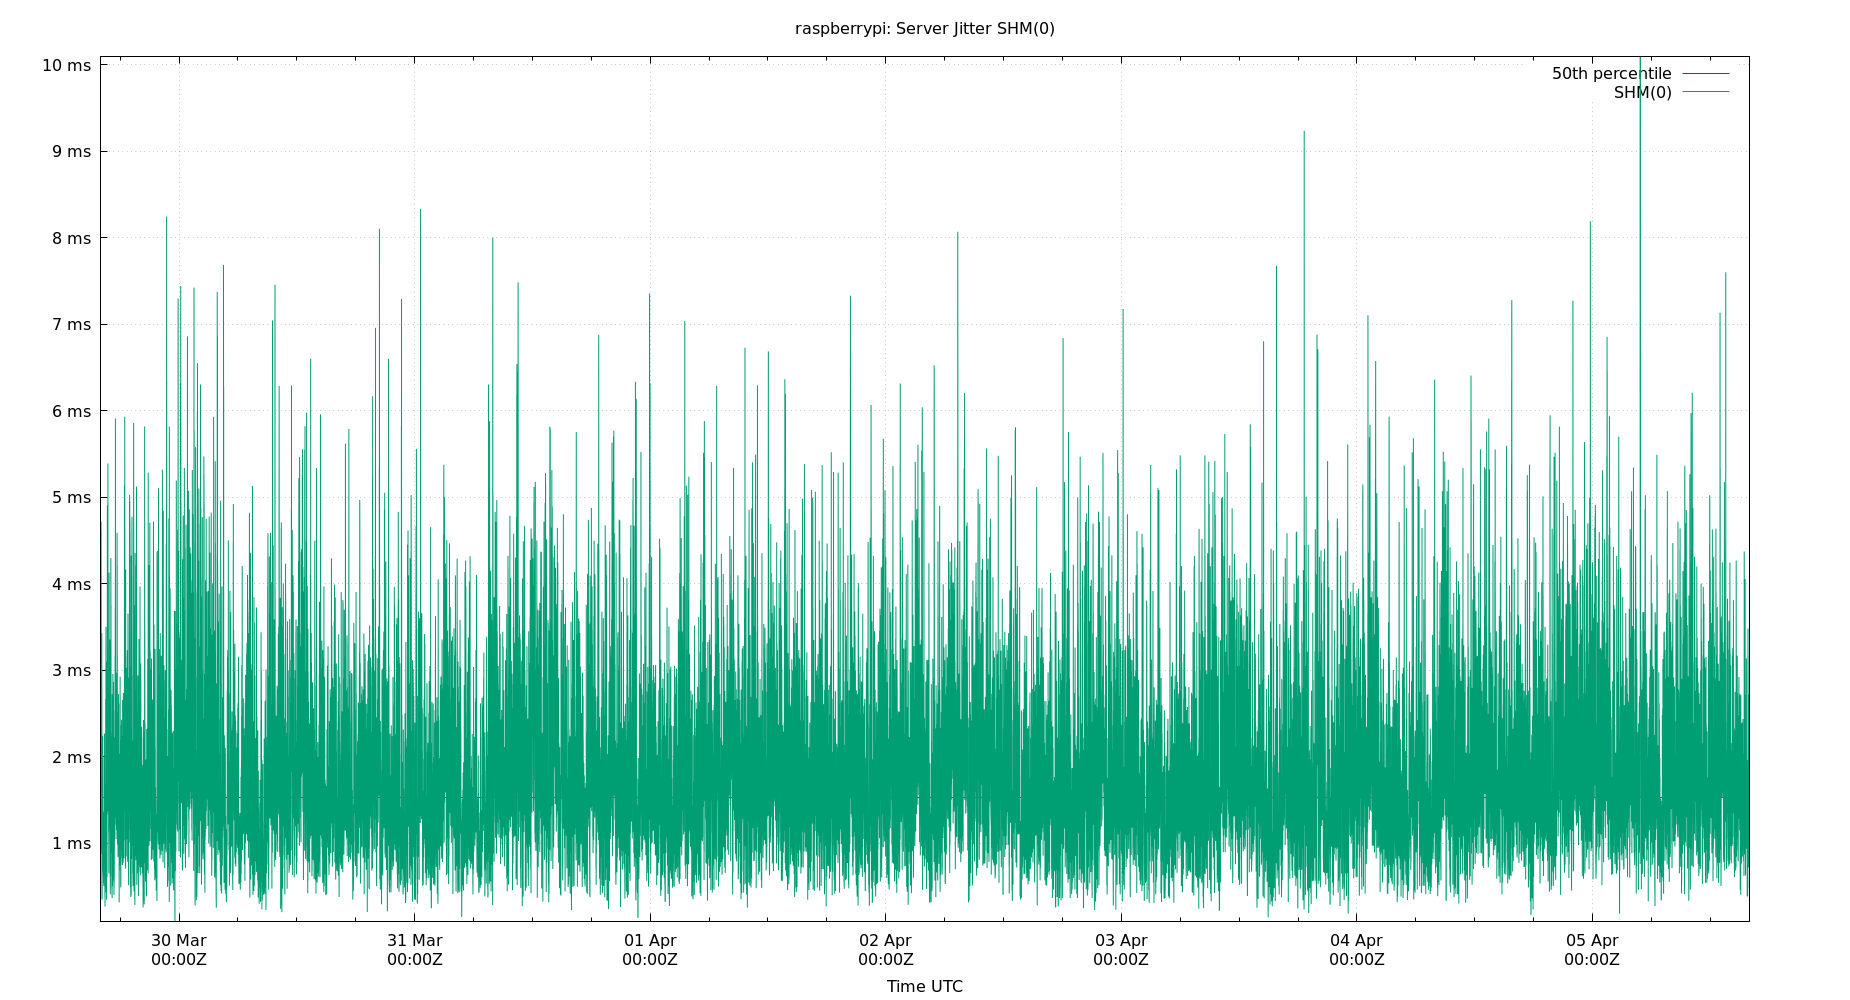 raspberrypi: Server Jitter SHM(0)
50th percentile
SHM(0)
10 ms
9 ms
8 ms
7 ms
6 ms
5 ms
4 ms
3 ms
2 ms
1 ms
30 Mar 31 Mar 01 Apr 02 Apr 03 Apr 04 Apr 05 Apr
00:00Z 00:00Z 00:00Z 00:00Z 00:00Z 00:00Z 00:00Z
Time UTC